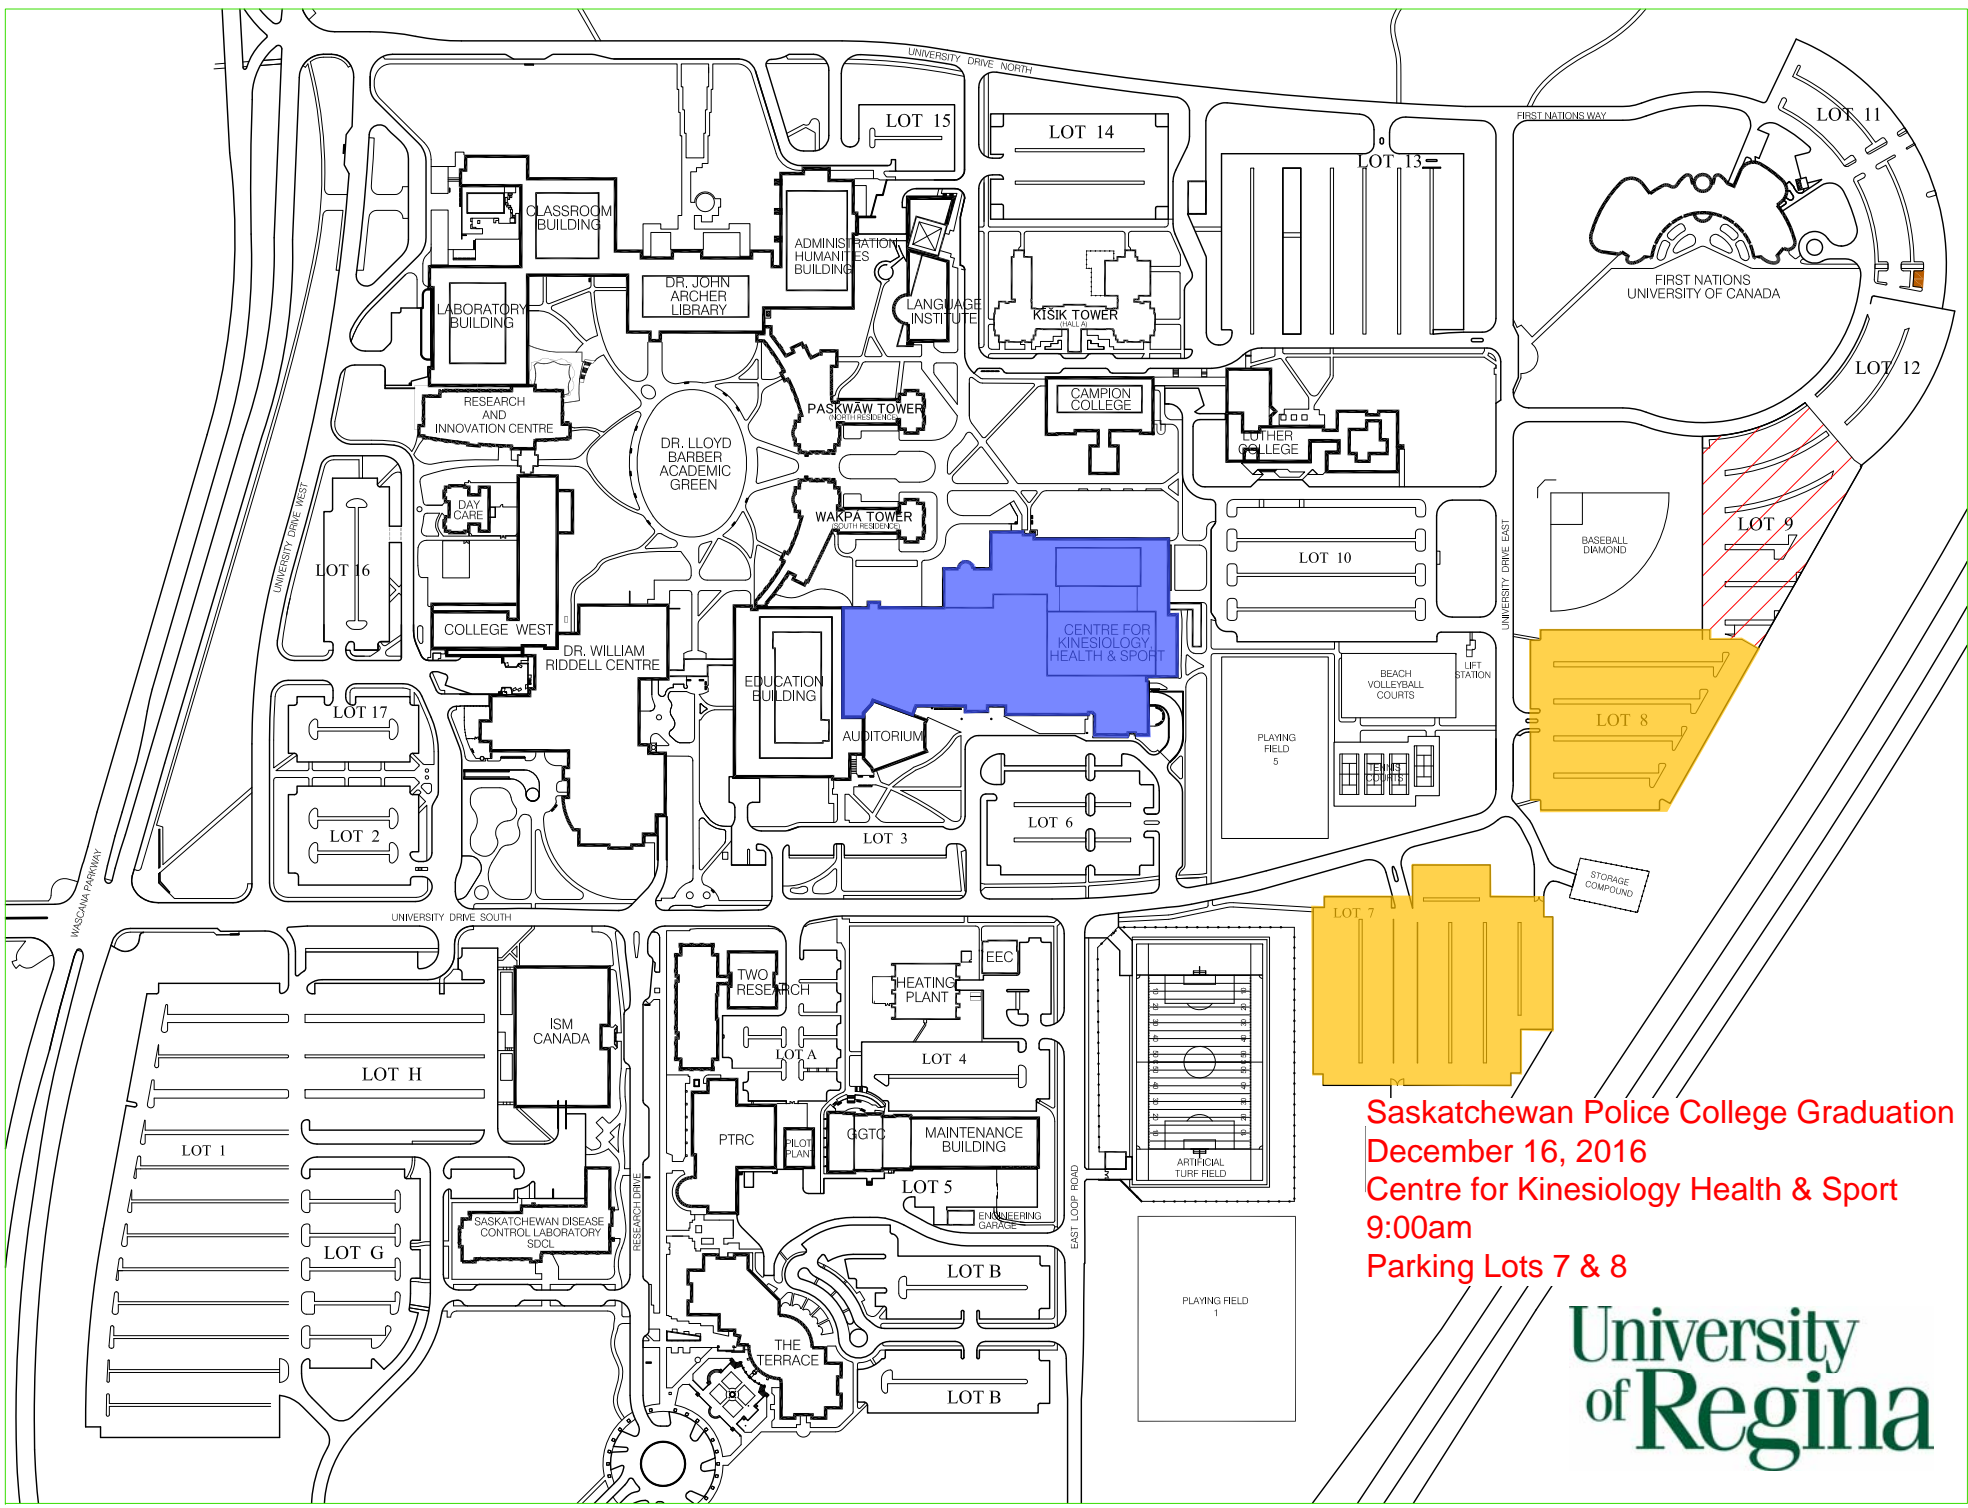 UNIVERSITY DRIVE NORTH
FIRST NATIONS WAY
LOT 11
LOT 15
LOT 14
LOT 13
CLASSROOM
BUILDING
ADMINISTRATION
HUMANITIES
BUILDING
DR. JOHN
ARCHER
LIBRARY
LABORATORY
BUILDING
LANGUAGE
INSTITUTE
KĪŠIK TOWER
(HALL A)
FIRST NATIONS
UNIVERSITY OF CANADA
LOT 12
RESEARCH
AND
INNOVATION CENTRE
PASKWĀW TOWER
(NORTH RESIDENCE)
CAMPION
COLLEGE
LUTHER
COLLEGE
DR. LLOYD
BARBER
ACADEMIC
GREEN
DAY
CARE
WAKPÁ TOWER
(SOUTH RESIDENCE)
UNIVERSITY DRIVE WEST
LOT 16
LOT 10
UNIVERSITY DRIVE EAST
BASEBALL
DIAMOND
LOT 9
COLLEGE WEST
DR. WILLIAM
RIDDELL CENTRE
EDUCATION
BUILDING
CENTRE FOR
KINESIOLOGY,
HEALTH & SPORT
AUDITORIUM
BEACH
VOLLEYBALL
COURTS
LIFT
STATION
LOT 8
LOT 17
PLAYING
FIELD
5
TENNIS
COURTS
LOT 2
LOT 3
LOT 6
STORAGE
COMPOUND
WASCANA PARKWAY
UNIVERSITY DRIVE SOUTH
LOT 7
TWO
RESEARCH
HEATING
PLANT
EEC
ISM
CANADA
LOT A
LOT 4
LOT H
LOT 1
PTRC
PILOT
PLANT
GGTC
MAINTENANCE
BUILDING
ARTIFICIAL
TURF FIELD
LOT 5
ENGINEERING
GARAGE
EAST LOOP ROAD
RESEARCH DRIVE
SASKATCHEWAN DISEASE
CONTROL LABORATORY
SDCL
LOT G
LOT B
THE
TERRACE
LOT B
PLAYING FIELD
1
Saskatchewan Police College Graduation
December 16, 2016
Centre for Kinesiology Health & Sport
9:00am
Parking Lots 7 & 8
University
of Regina